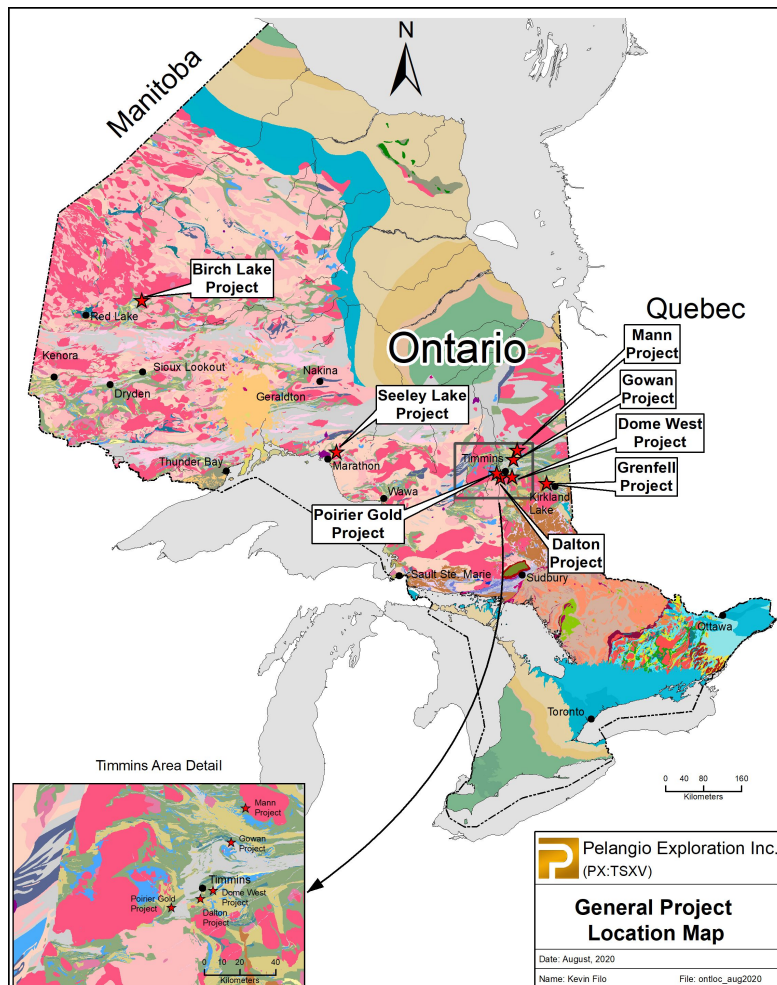 N
Manitoba
Birch Lake
Project
Red Lake
Quebec
Ontario
Mann
Project
Kenora
Sioux Lookout
Nakina
Gowan
Project
Dryden
Geraldton
Seeley Lake
Project
Dome West
Project
Timmins
Thunder Bay
Marathon
Grenfell
Project
Wawa
Kirkland
Lake
Poirier Gold
Project
Dalton
Project
Sault Ste. Marie
Sudbury
Ottawa
Toronto
Timmins Area Detail
0 40 80 160
Kilometers
Mann
Project
Gowan
Project
Timmins
Dome West
Project
Poirier Gold
Project
Dalton
Project
0 10 20 40
Kilometers
Pelangio Exploration Inc.
(PX:TSXV)
General Project
Location Map
Date: August, 2020
Name: Kevin Filo File: ontloc_aug2020